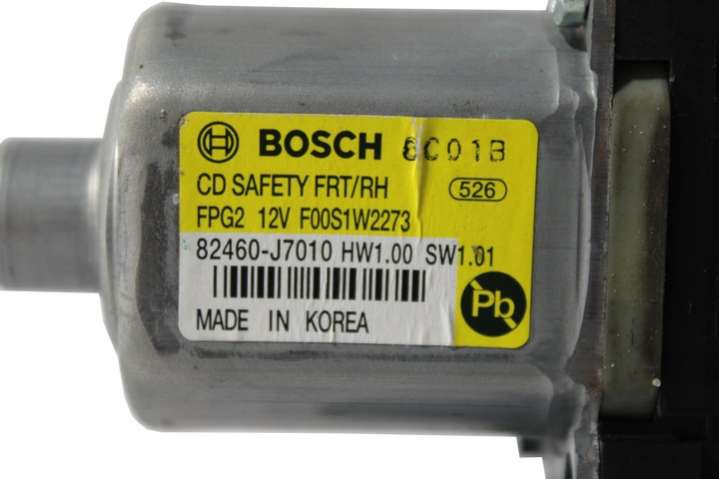 BOSCH 8C01B
CD SAFETY FRT/RH 526
FPG2 12V F00S1W2273
82460-J7010 HW1.00 SW1.01
Pb
MADE IN KOREA